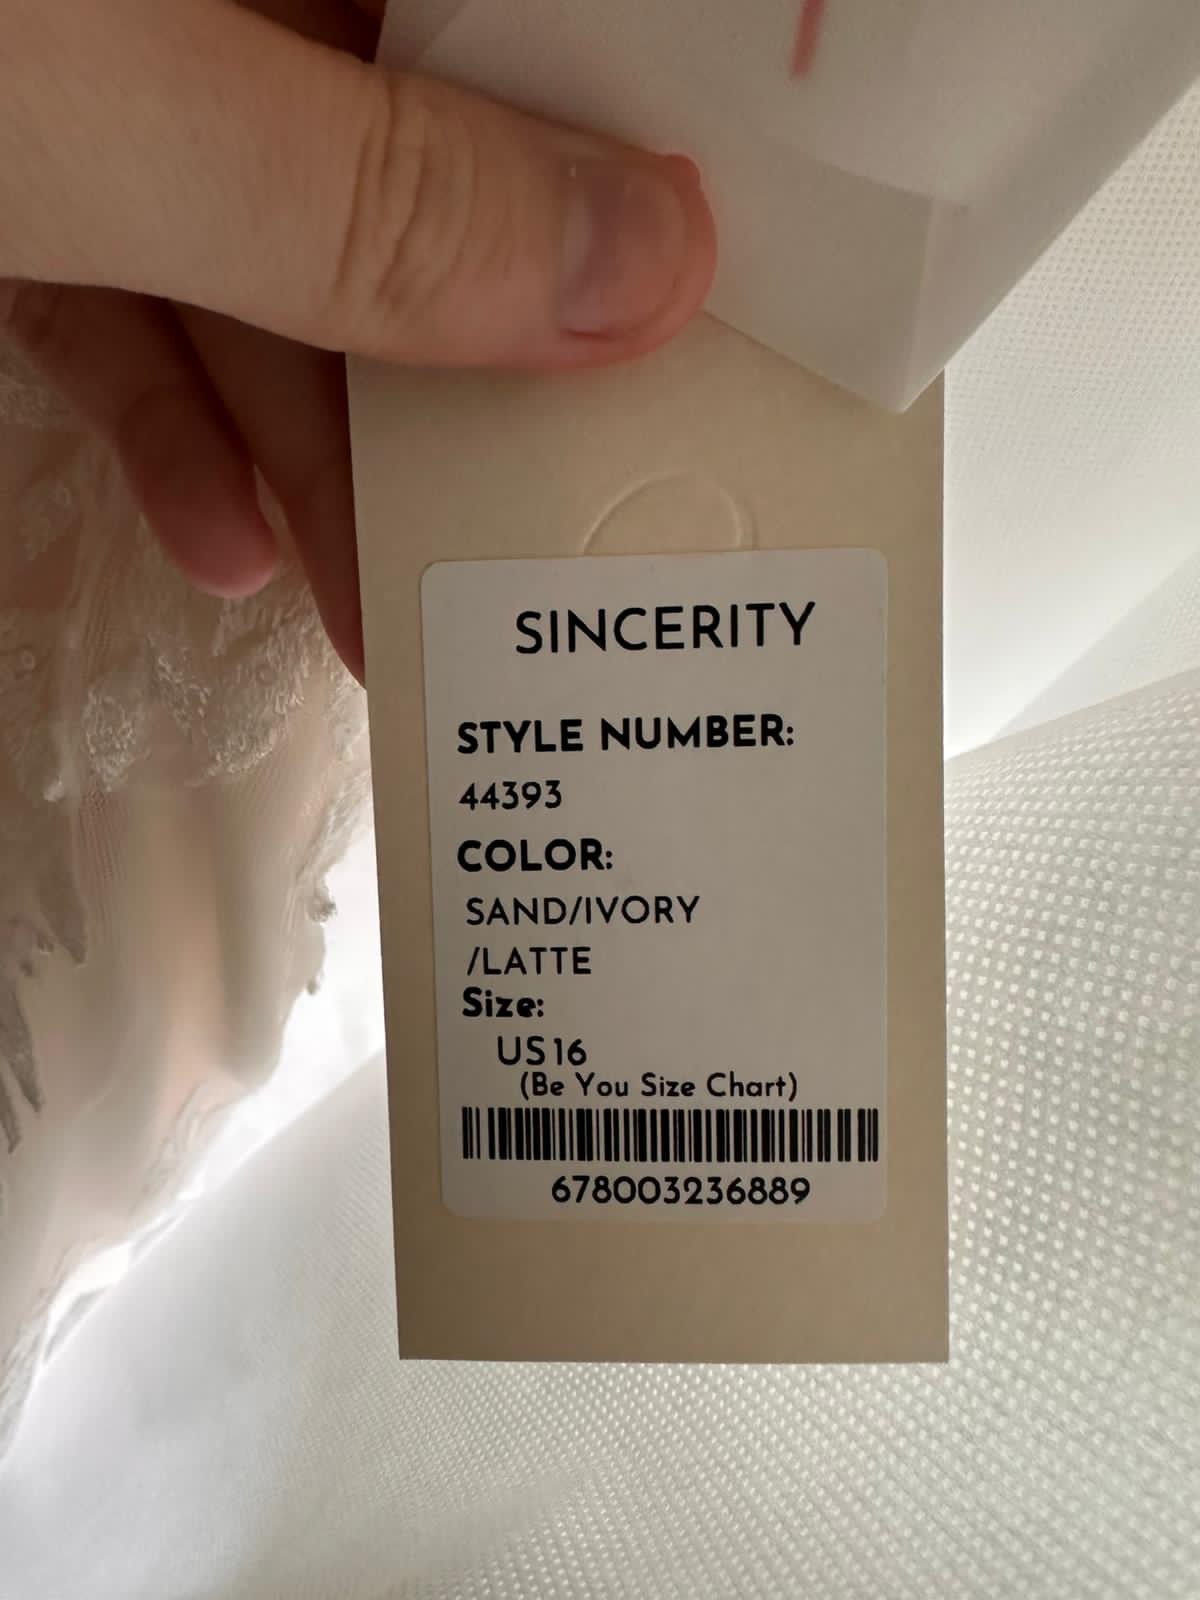 SINCERITY
STYLE NUMBER:
44393
COLOR:
SAND/IVORY
/LATTE
Size:
US16
(Be You Size Chart)
678003236889